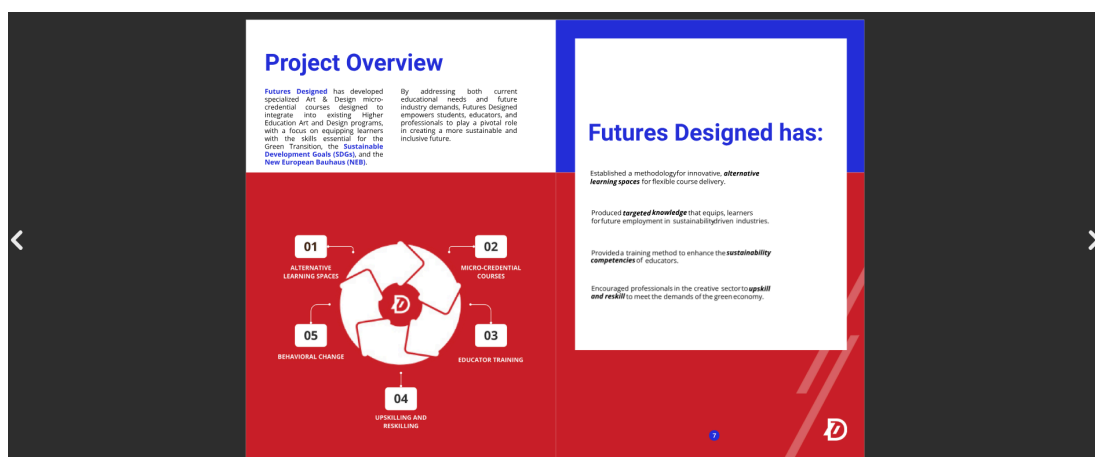 Project Overview
Futures Designed has developed
specialized Art & Design micro-
credential courses designed to
integrate into existing Higher
Education Art and Design programs,
with a focus on equipping learners
with the skills essential for the
Green Transition, the Sustainable
Development Goals (SDGs), and the
New European Bauhaus (NEB).
By addressing both current
educational needs and future
industry demands, Futures Designed
empowers students, educators, and
professionals to play a pivotal role
in creating a more sustainable and
inclusive future.
01
ALTERNATIVE
LEARNING SPACES
02
MICRO-CREDENTIAL
COURSES
03
EDUCATOR TRAINING
04
UPSKILLING AND
RESKILLING
05
BEHAVIORAL CHANGE
Futures Designed has:
Established a methodologyfor innovative, alternative
learning spaces for flexible course delivery.
Produced targeted knowledge that equips, learners
forfuture employment in sustainabilitydriven industries.
Provideda training method to enhance the sustainability
competencies of educators.
Encouraged professionals in the creative sectorto upskill
and reskill to meet the demands of the green economy.
7